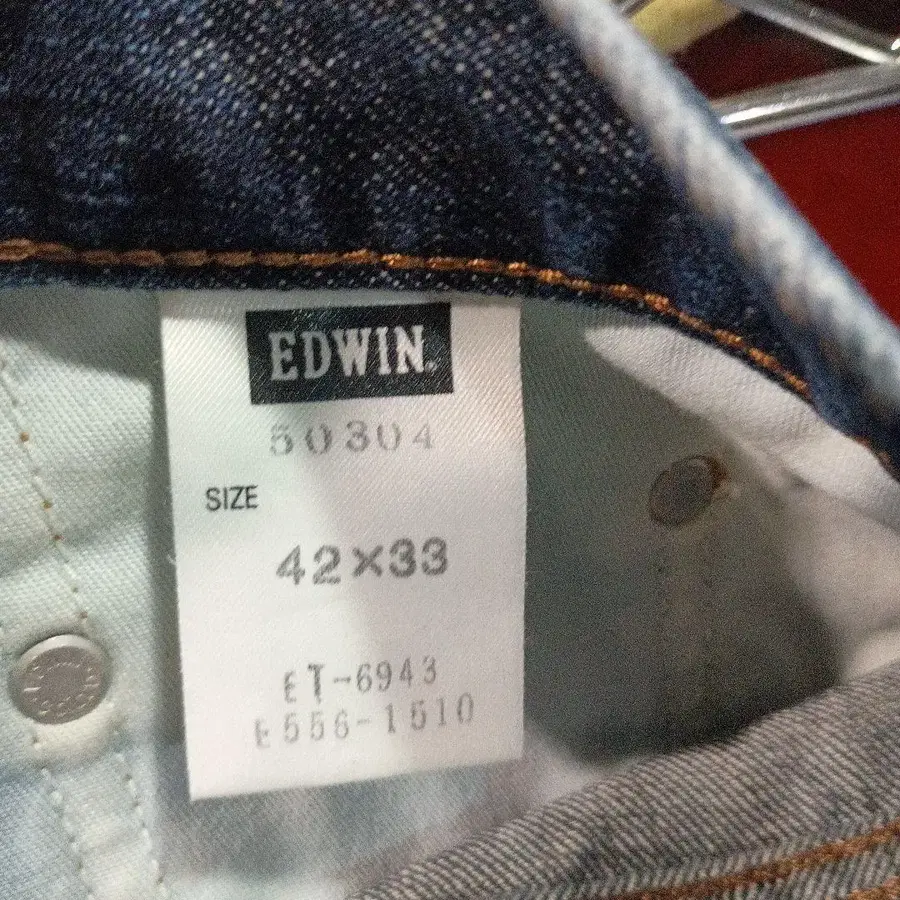 EDWIN.
50304
SIZE
42×33
ET-6943
E556-1510